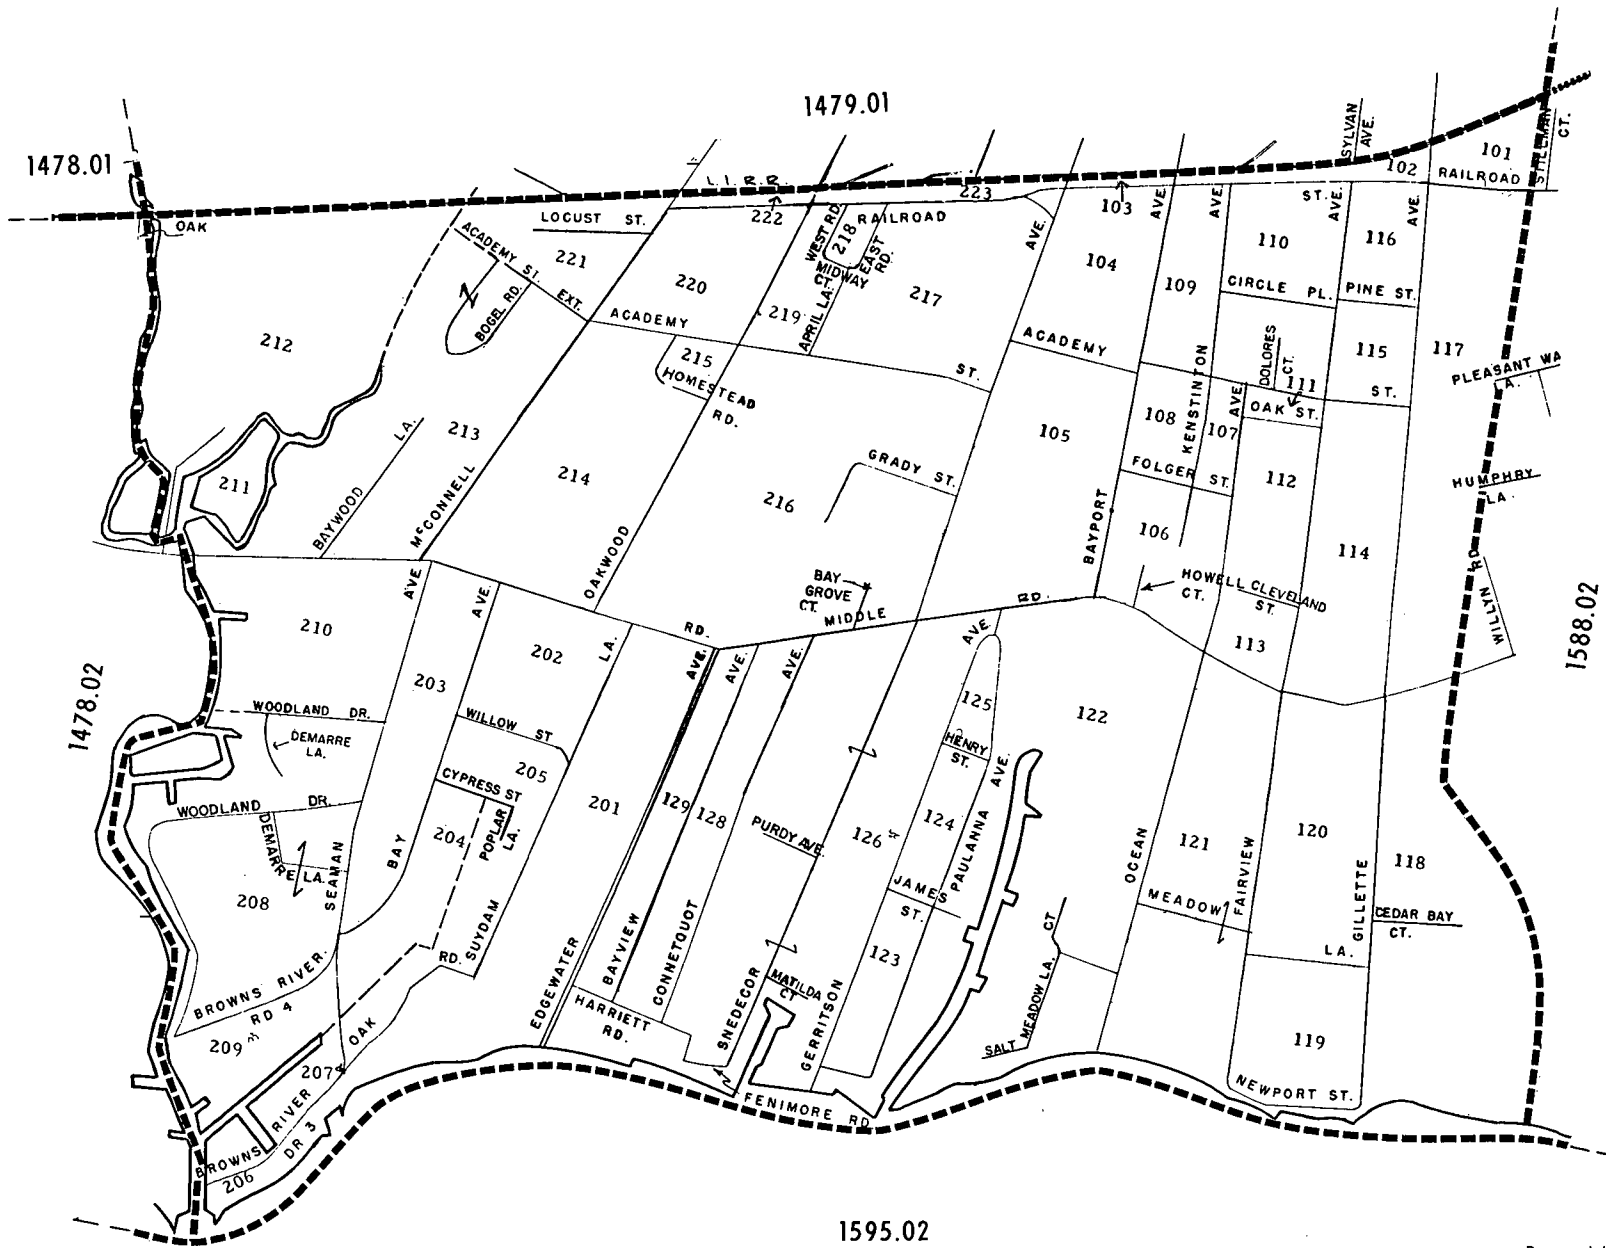 1479.01
1478.01
SYLVAN
AVE.
STILLMAN
CT.
101
102
RAILROAD
L.I.R.R.
223
222
103
OAK
LOCUST ST.
RAILROAD
WEST RD.
218
EAST
RD.
MIDWAY
CT.
AVE.
AVE.
AVE.
ST.
AVE.
AVE.
ACADEMY ST.
EXT.
221
BOGEL RD.
220
219
APRIL LA.
217
104
109
110
116
CIRCLE PL.
PINE ST.
212
ACADEMY
ST.
ACADEMY
215
HOMESTEAD
RD.
KENSTINTON
DOLORES
CT.
111
OAK ST.
115
ST.
117
PLEASANT WA
LA.
213
LA.
BAYWOOD
McCONNELL
214
211
OAKWOOD
216
GRADY ST.
105
108
107
AVE.
FOLGER ST.
112
HUMPHRY
LA.
BAYPORT
106
114
HOWELL
CT.
CLEVELAND
ST.
WILLYN
RD.
1588.02
BAY
GROVE
CT.
MIDDLE
RD.
RD.
AVE.
AVE.
210
203
202
LA.
AVE.
AVE.
AVE.
AVE.
113
1478.02
WOODLAND DR.
DEMARRE
LA.
WILLOW ST
205
125
HENRY
ST.
122
AVE.
CYPRESS ST
204
POPLAR
LA.
201
129
128
PURDY AVE.
126
124
WOODLAND DR.
DEMARRE LA.
SEAMAN
BAY
208
PAULANNA
JAMES
ST.
OCEAN
121
FAIRVIEW
120
GILLETTE
118
MEADOW
LA.
CEDAR BAY
CT.
SUYDAM
RD.
EDGEWATER
BAYVIEW
CONNETQUOT
SNEDECOR
MATILDA
CT
GERRITSON
123
CT
MEADOW LA.
SALT
BROWNS RIVER.
RD 4
209
OAK
HARRIETT
RD.
207
119
NEWPORT ST.
FENIMORE RD
BROWNS RIVER
DR 3
206
1595.02